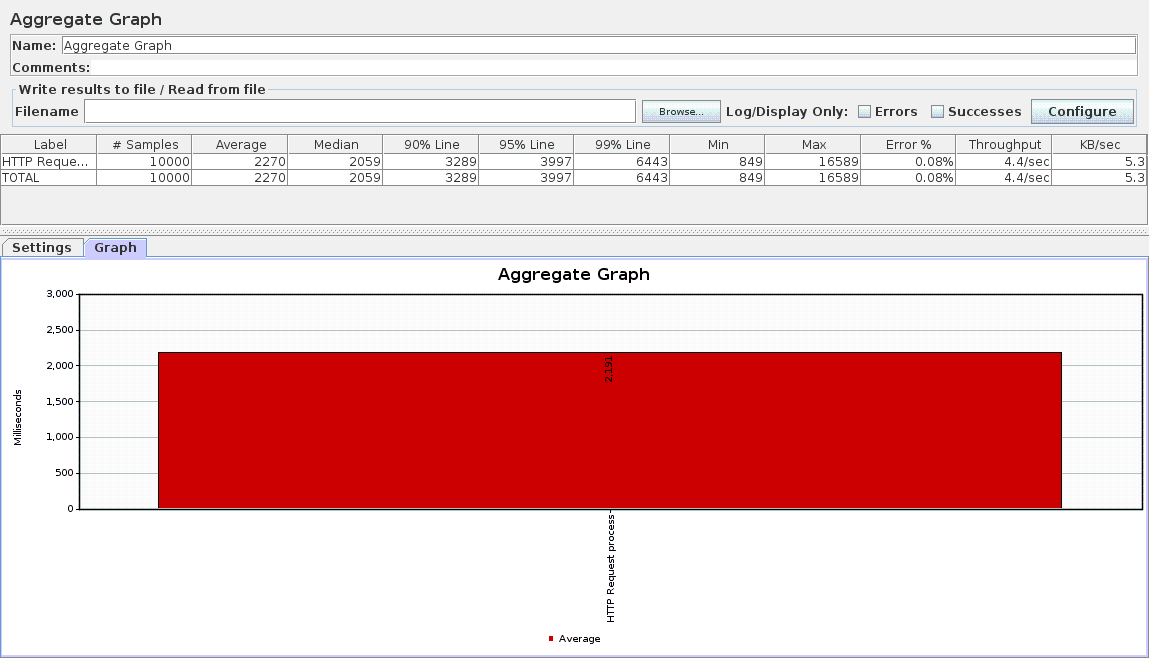 Aggregate Graph
Name: Aggregate Graph
Comments:
Write results to file / Read from file
Filename Browse... Log/Display Only: Errors Successes Configure
Label # Samples Average Median 90% Line 95% Line 99% Line Min Max Error % Throughput KB/sec
HTTP Reque... 10000 2270 2059 3289 3997 6443 849 16589 0.08% 4.4/sec 5.3
TOTAL 10000 2270 2059 3289 3997 6443 849 16589 0.08% 4.4/sec 5.3
Settings Graph
Aggregate Graph
3,000
2,500
2,000
1,500
1,000
500
0
Milliseconds
2,191
HTTP Request process
Average